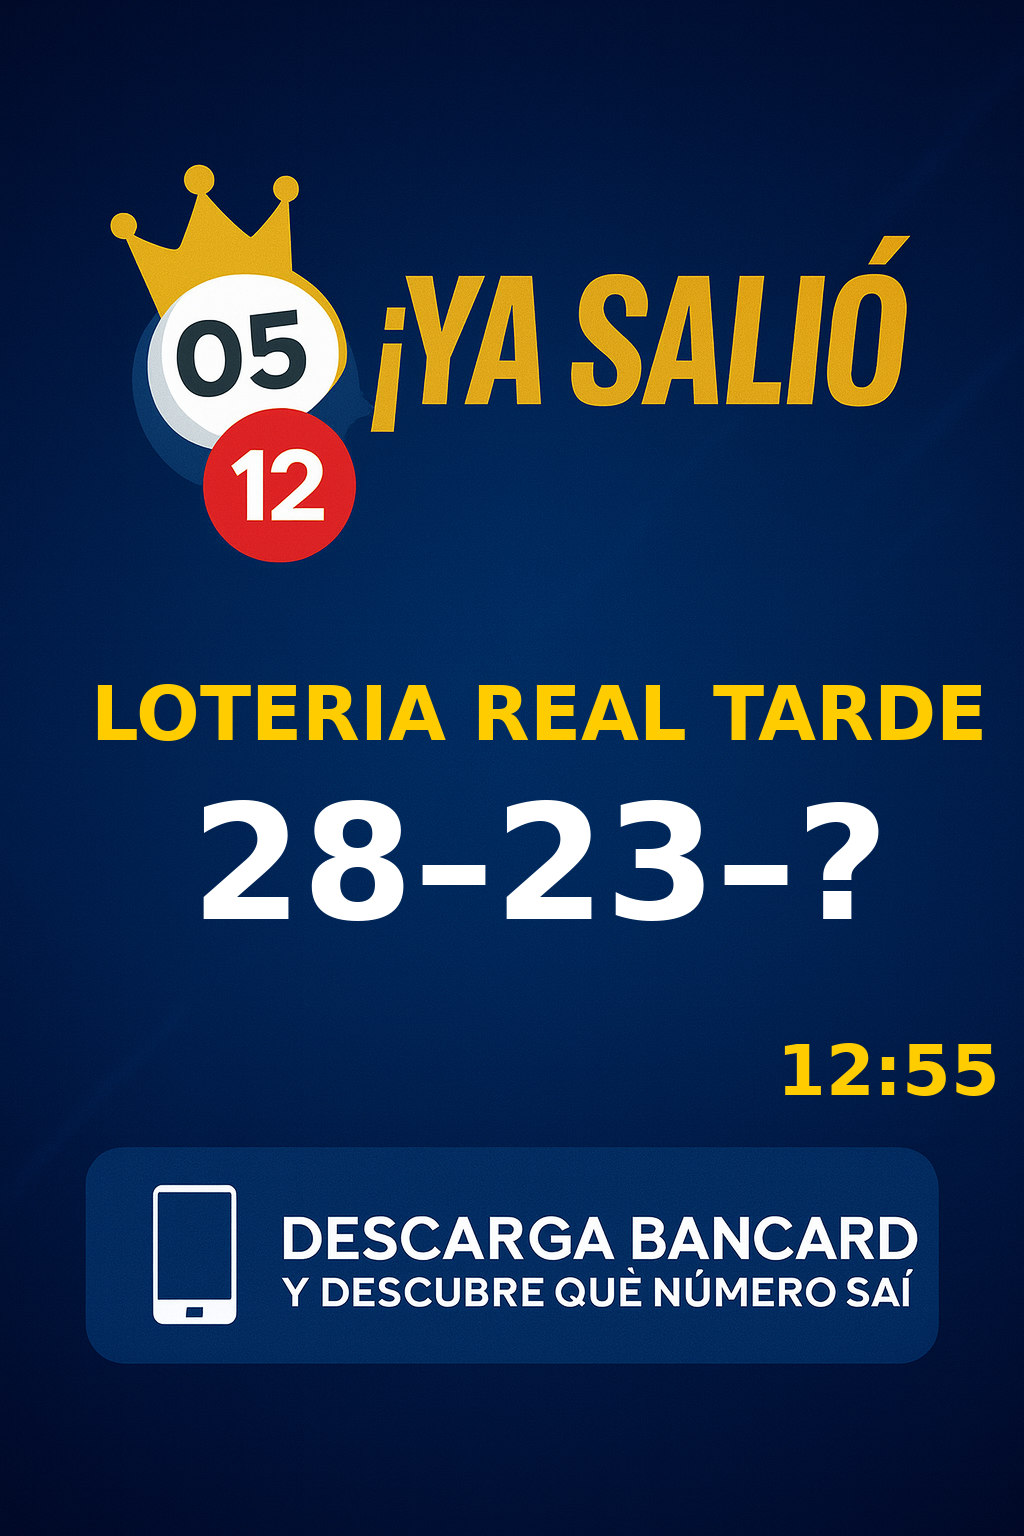 05
12
¡YA SALIÓ
LOTERIA REAL TARDE
28–23–?
12:55
DESCARGA BANCARD
Y DESCUBRE QUÈ NÚMERO SAÍ